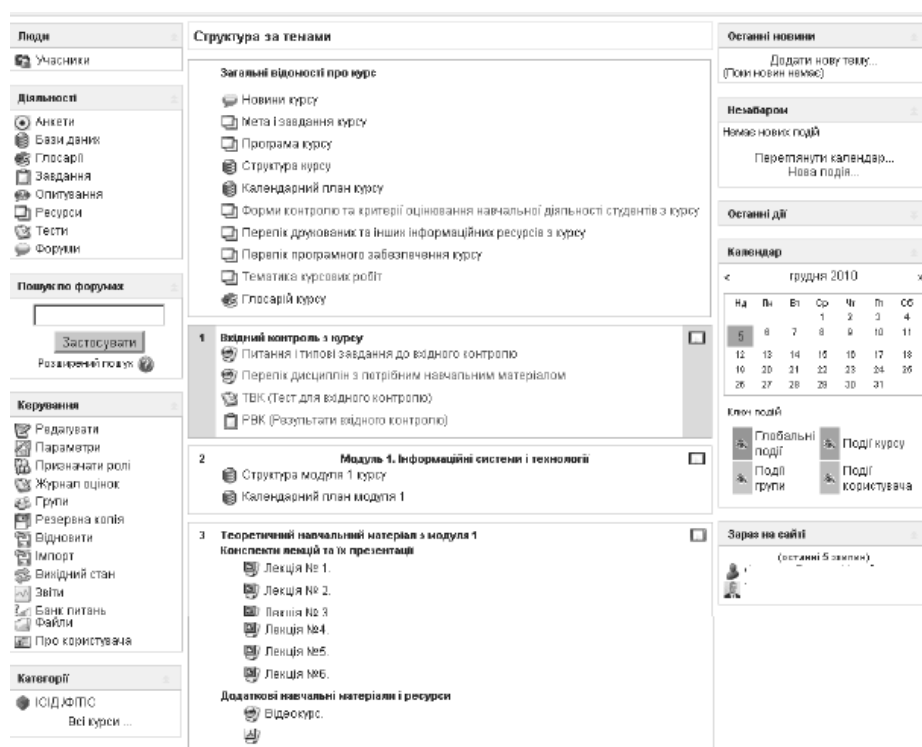 Люди
Учасники
Діяльності
Анкети
Бази даних
Глосарії
Завдання
Опитування
Ресурси
Тести
Форуми
Пошук по форумах
Застосувати
Розширений пошук
Керування
Редагувати
Параметри
Призначати ролі
Журнал оцінок
Групи
Резервна копія
Відновити
Імпорт
Вихідний стан
Звіти
Банк питань
Файли
Про користувача
Категорії
Всі курси ...
Структура за темами
Загальні відомості про курс
Новини курсу
Мета і завдання курсу
Програма курсу
Структура курсу
Календарний план курсу
Форми контролю та критерії оцінювання навчальної діяльності студентів з курсу
Перелік друкованих та інших інформаційних ресурсів з курсу
Перелік програмного забезпечення курсу
Тематика курсових робіт
Глосарій курсу
1 Вхідний контроль з курсу
Питання і типові завдання до вхідного контролю
Перелік дисциплін з потрібним навчальним матеріалом
ТВК (Тест для вхідного контролю)
РВК (Результати вхідного контролю)
2 Модуль 1. Інформаційні системи і технології
Структура модуля 1 курсу
Календарний план модуля 1
3 Теоретичний навчальний матеріал з модуля 1
Конспекти лекцій та їх презентації
Лекція № 1.
Лекція № 2.
Лекція № 3
Лекція №4.
Лекція №5.
Лекція №6.
Додаткові навчальні матеріали і ресурси
Відеокурс.
Останні новини
Додати нову тему...
(Поки новин немає)
Незабаром
Немає нових подій
Переглянути календар...
Нова подія...
Останні дії
Календар
< грудня 2010 >
Нд Пн Вт Ср Чт Пт Сб
1 2 3 4
5 6 7 8 9 10 11
12 13 14 15 16 17 18
19 20 21 22 23 24 25
26 27 28 29 30 31
Ключ подій
Глобальні події
Події курсу
Події групи
Події користувача
Зараз на сайті
(останні 5 хвилин)